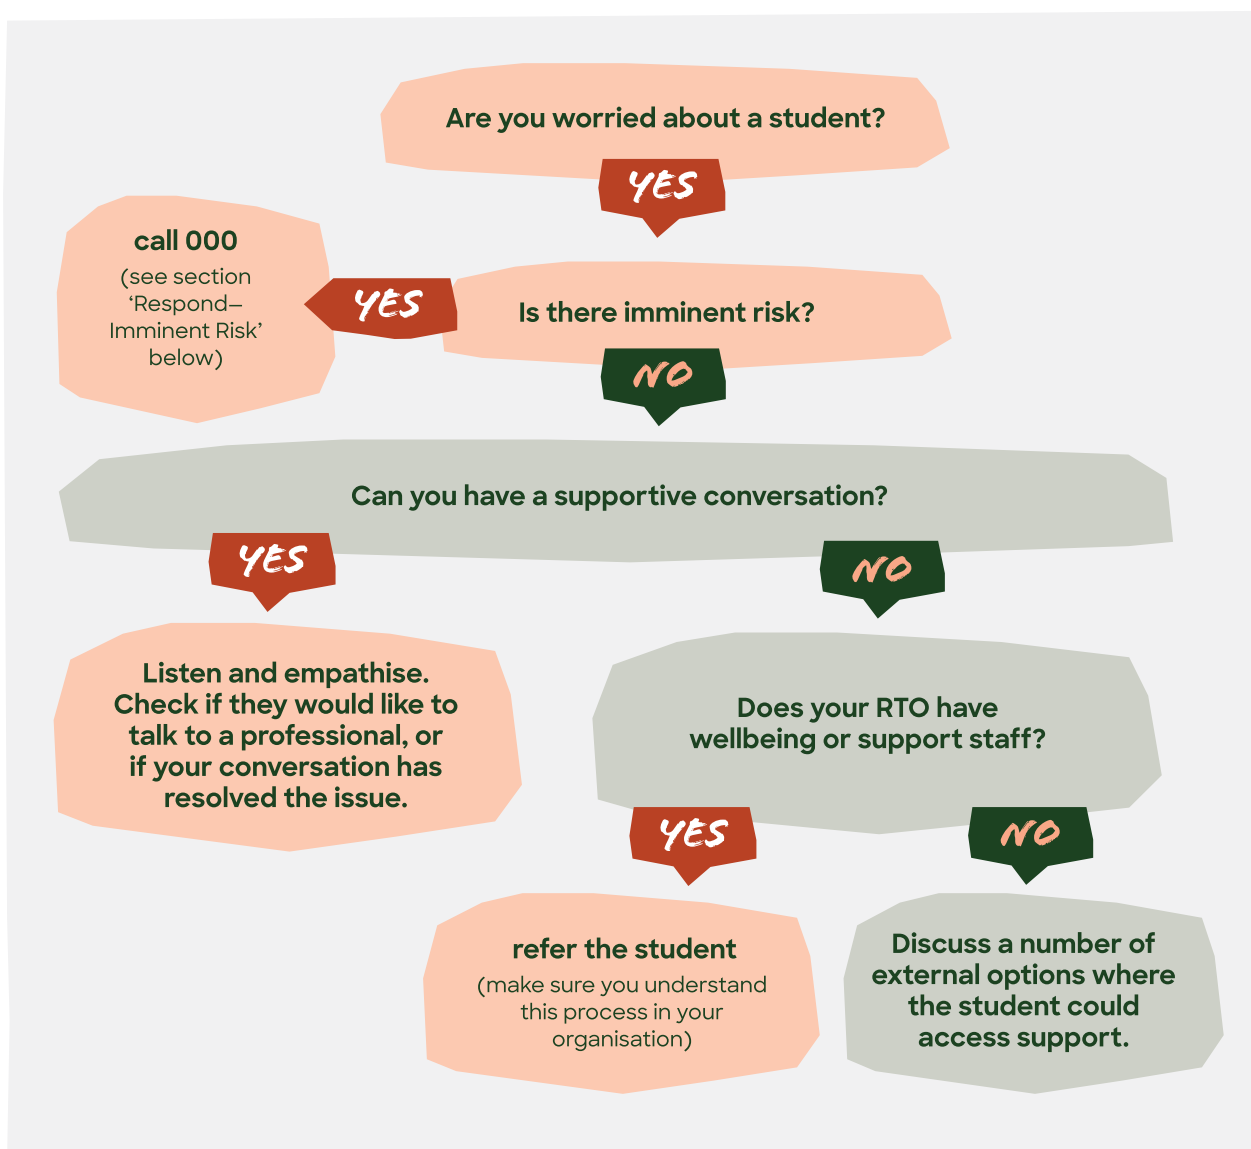 Are you worried about a student?
YES
call 000
(see section
‘Respond—
Imminent Risk’
below)
YES
Is there imminent risk?
NO
Can you have a supportive conversation?
YES
NO
Listen and empathise.
Check if they would like to
talk to a professional, or
if your conversation has
resolved the issue.
Does your RTO have
wellbeing or support staff?
YES
NO
refer the student
(make sure you understand
this process in your
organisation)
Discuss a number of
external options where
the student could
access support.